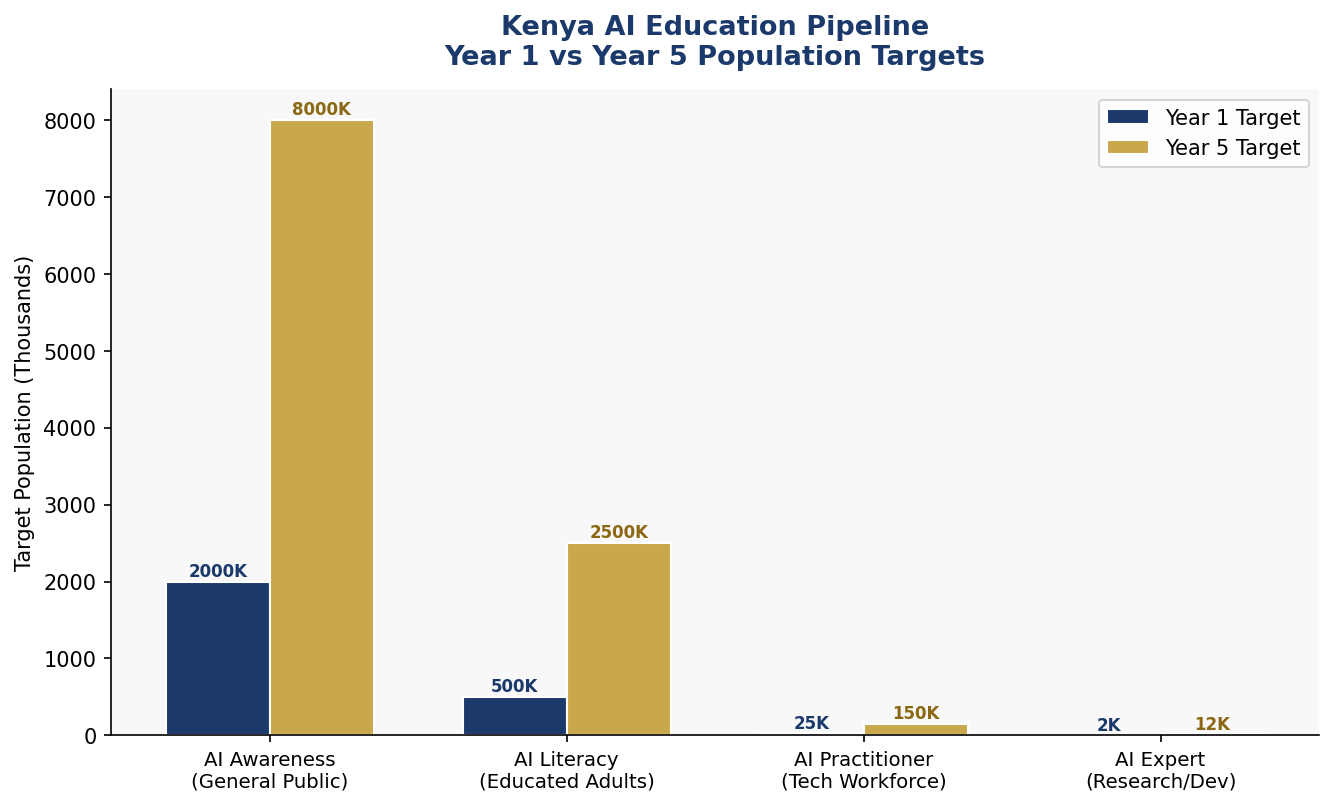 Kenya AI Education Pipeline
Year 1 vs Year 5 Population Targets
Year 1 Target
Year 5 Target
Target Population (Thousands)
8000
7000
6000
5000
4000
3000
2000
1000
0
2000K
8000K
500K
2500K
25K
150K
2K
12K
AI Awareness
(General Public)
AI Literacy
(Educated Adults)
AI Practitioner
(Tech Workforce)
AI Expert
(Research/Dev)